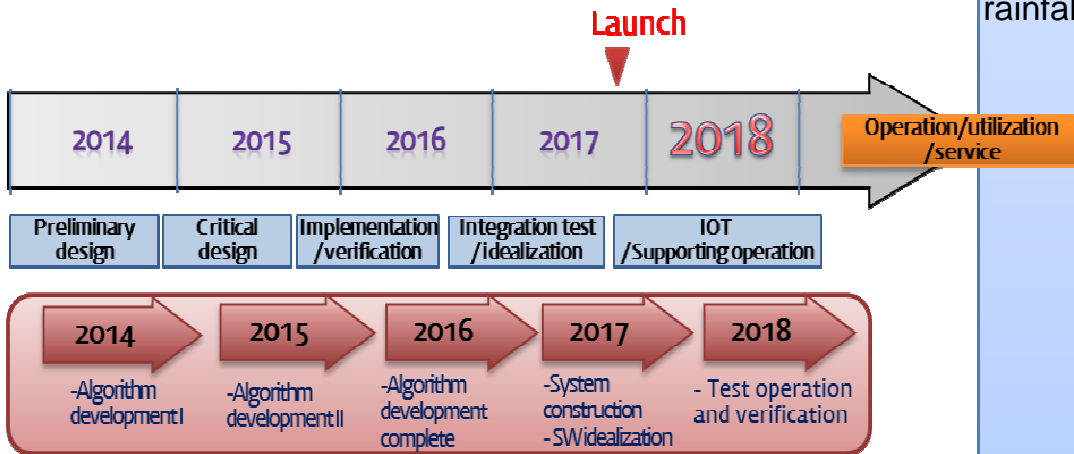 rainfal
Launch
2014
2015
2016
2017
2018
Operation/utilization
/service
Preliminary
design
Critical
design
Implementation
/verification
Integration test
/idealization
IOT
/Supporting operation
2014
2015
2016
2017
2018
-Algorithm
development I
-Algorithm
development II
-Algorithm
development
complete
-System
construction
-SWidealization
- Test operation
and verification